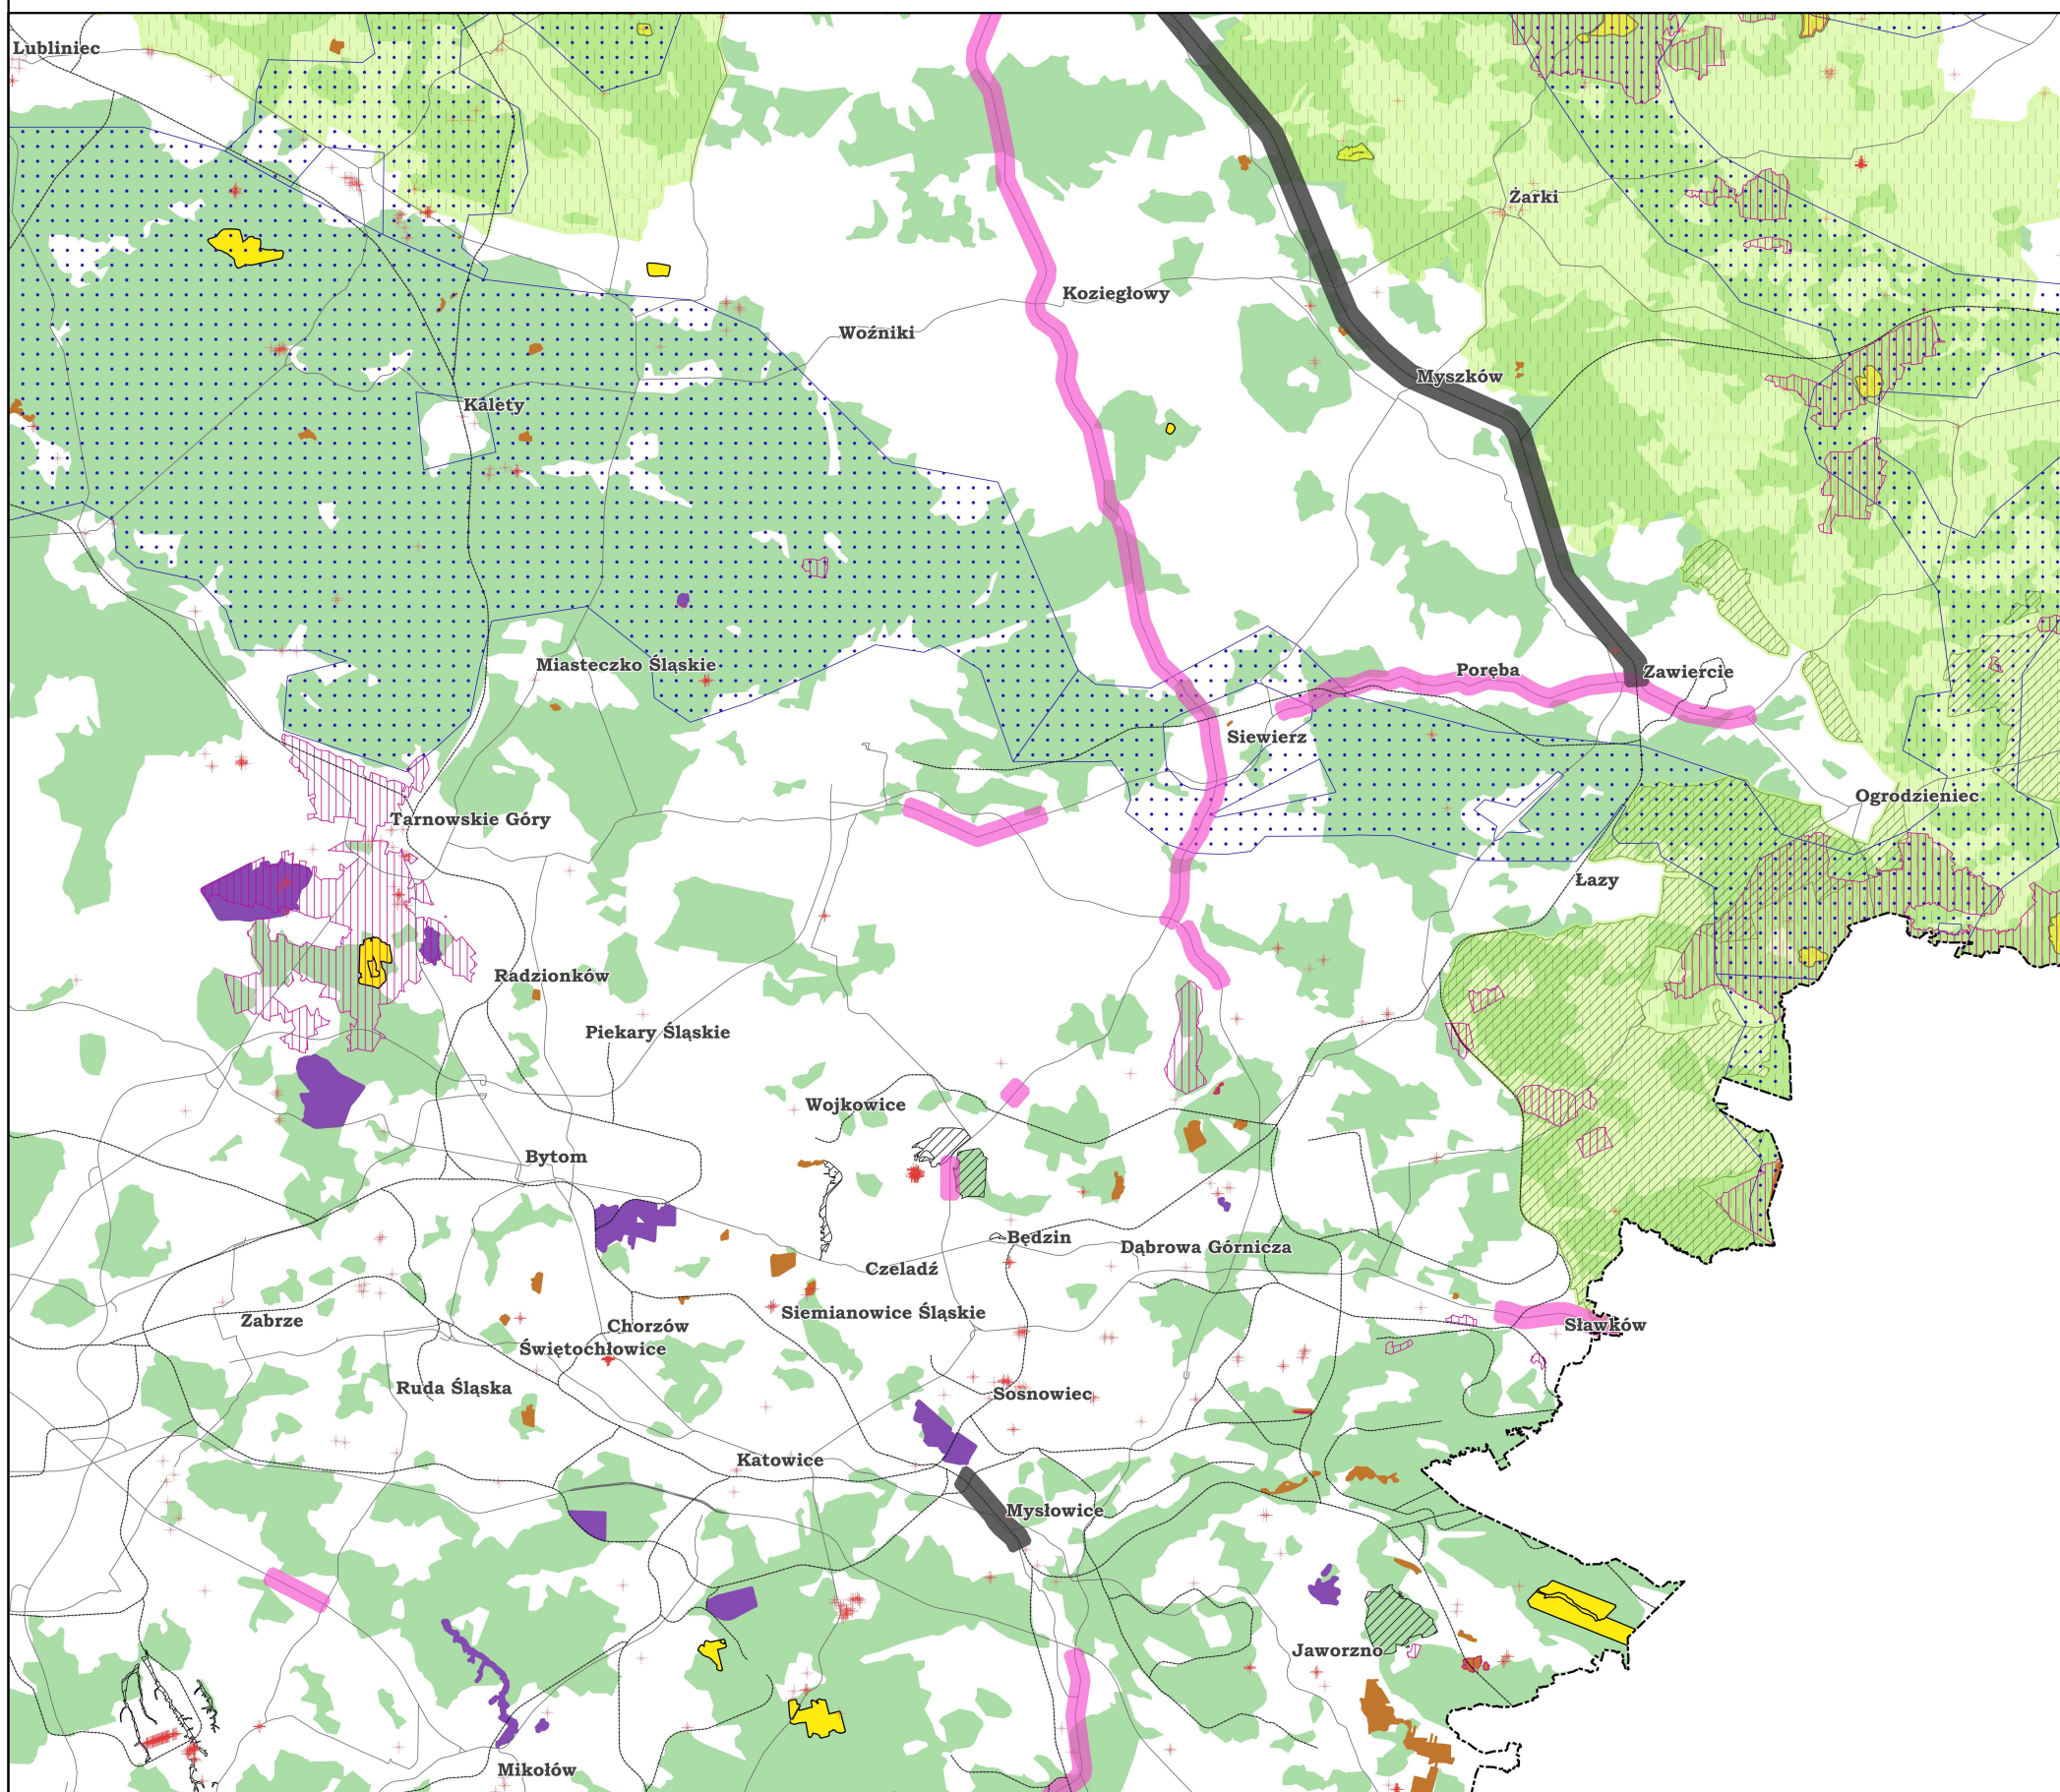 Lubliniec
Żarki
Koziegłowy
Woźniki
Myszków
Kalety
Miasteczko Śląskie
Poręba
Zawiercie
Siewierz
Ogrodzieniec
Tarnowskie Góry
Łazy
Radzionków
Piekary Śląskie
Wojkowice
Bytom
Będzin
Dąbrowa Górnicza
Czeladź
Siemianowice Śląskie
Zabrze
Chorzów
Sławków
Świętochłowice
Ruda Śląska
Sosnowiec
Katowice
Mysłowice
Jaworzno
Mikołów